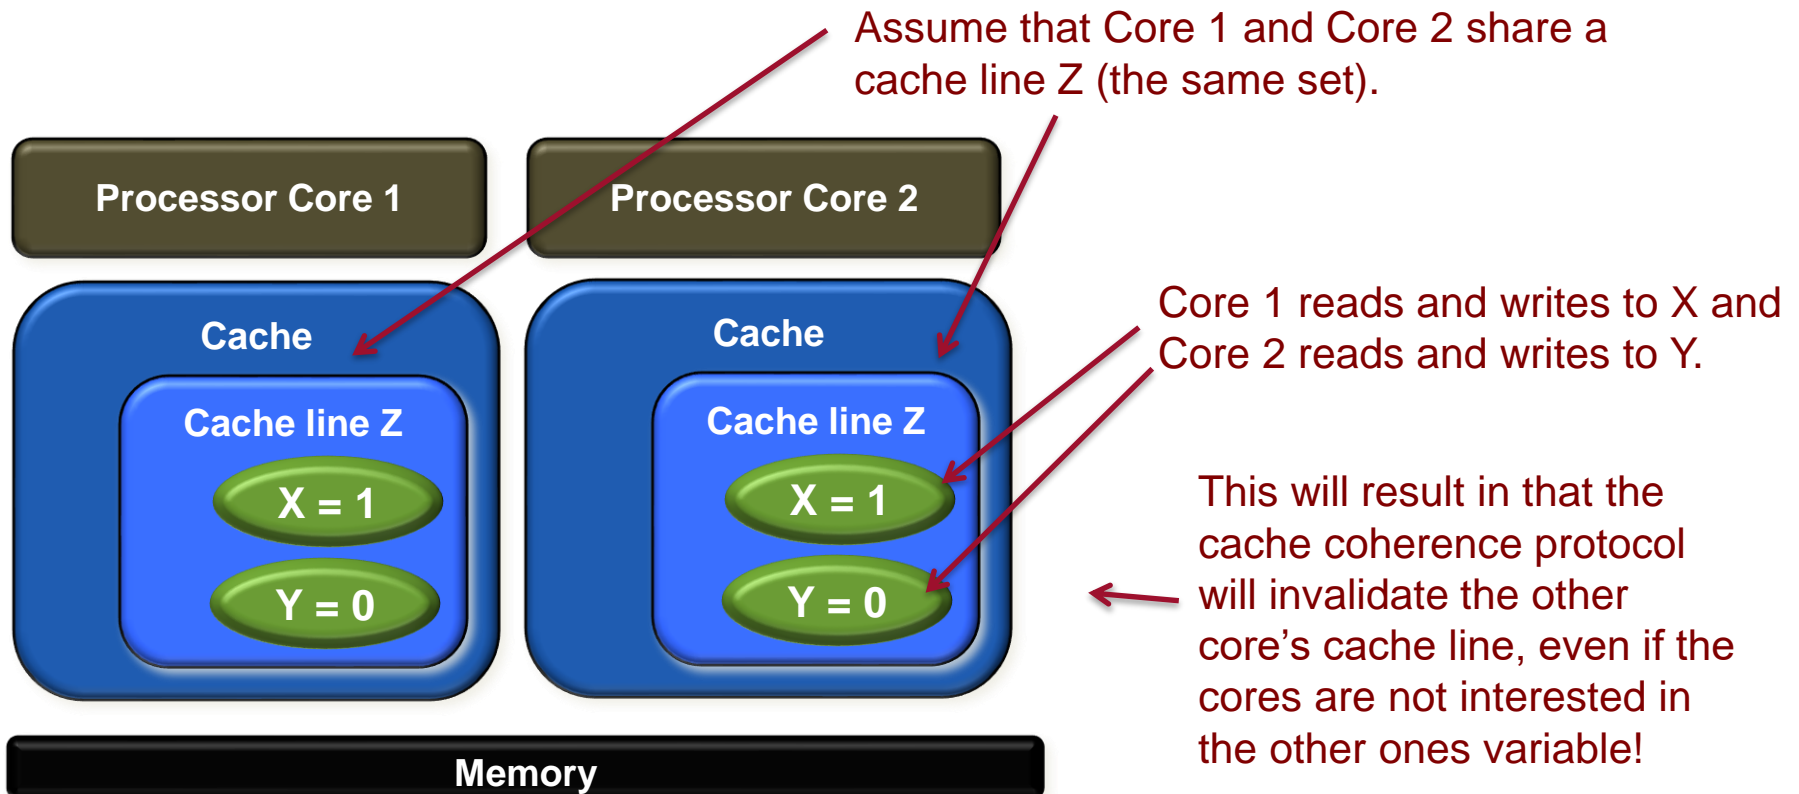 Assume that Core 1 and Core 2 share a
cache line Z (the same set).
Processor Core 1
Processor Core 2
Cache
Cache line Z
X = 1
Y = 0
Cache
Cache line Z
X = 1
Y = 0
Core 1 reads and writes to X and
Core 2 reads and writes to Y.
This will result in that the
cache coherence protocol
will invalidate the other
core’s cache line, even if the
cores are not interested in
the other ones variable!
Memory